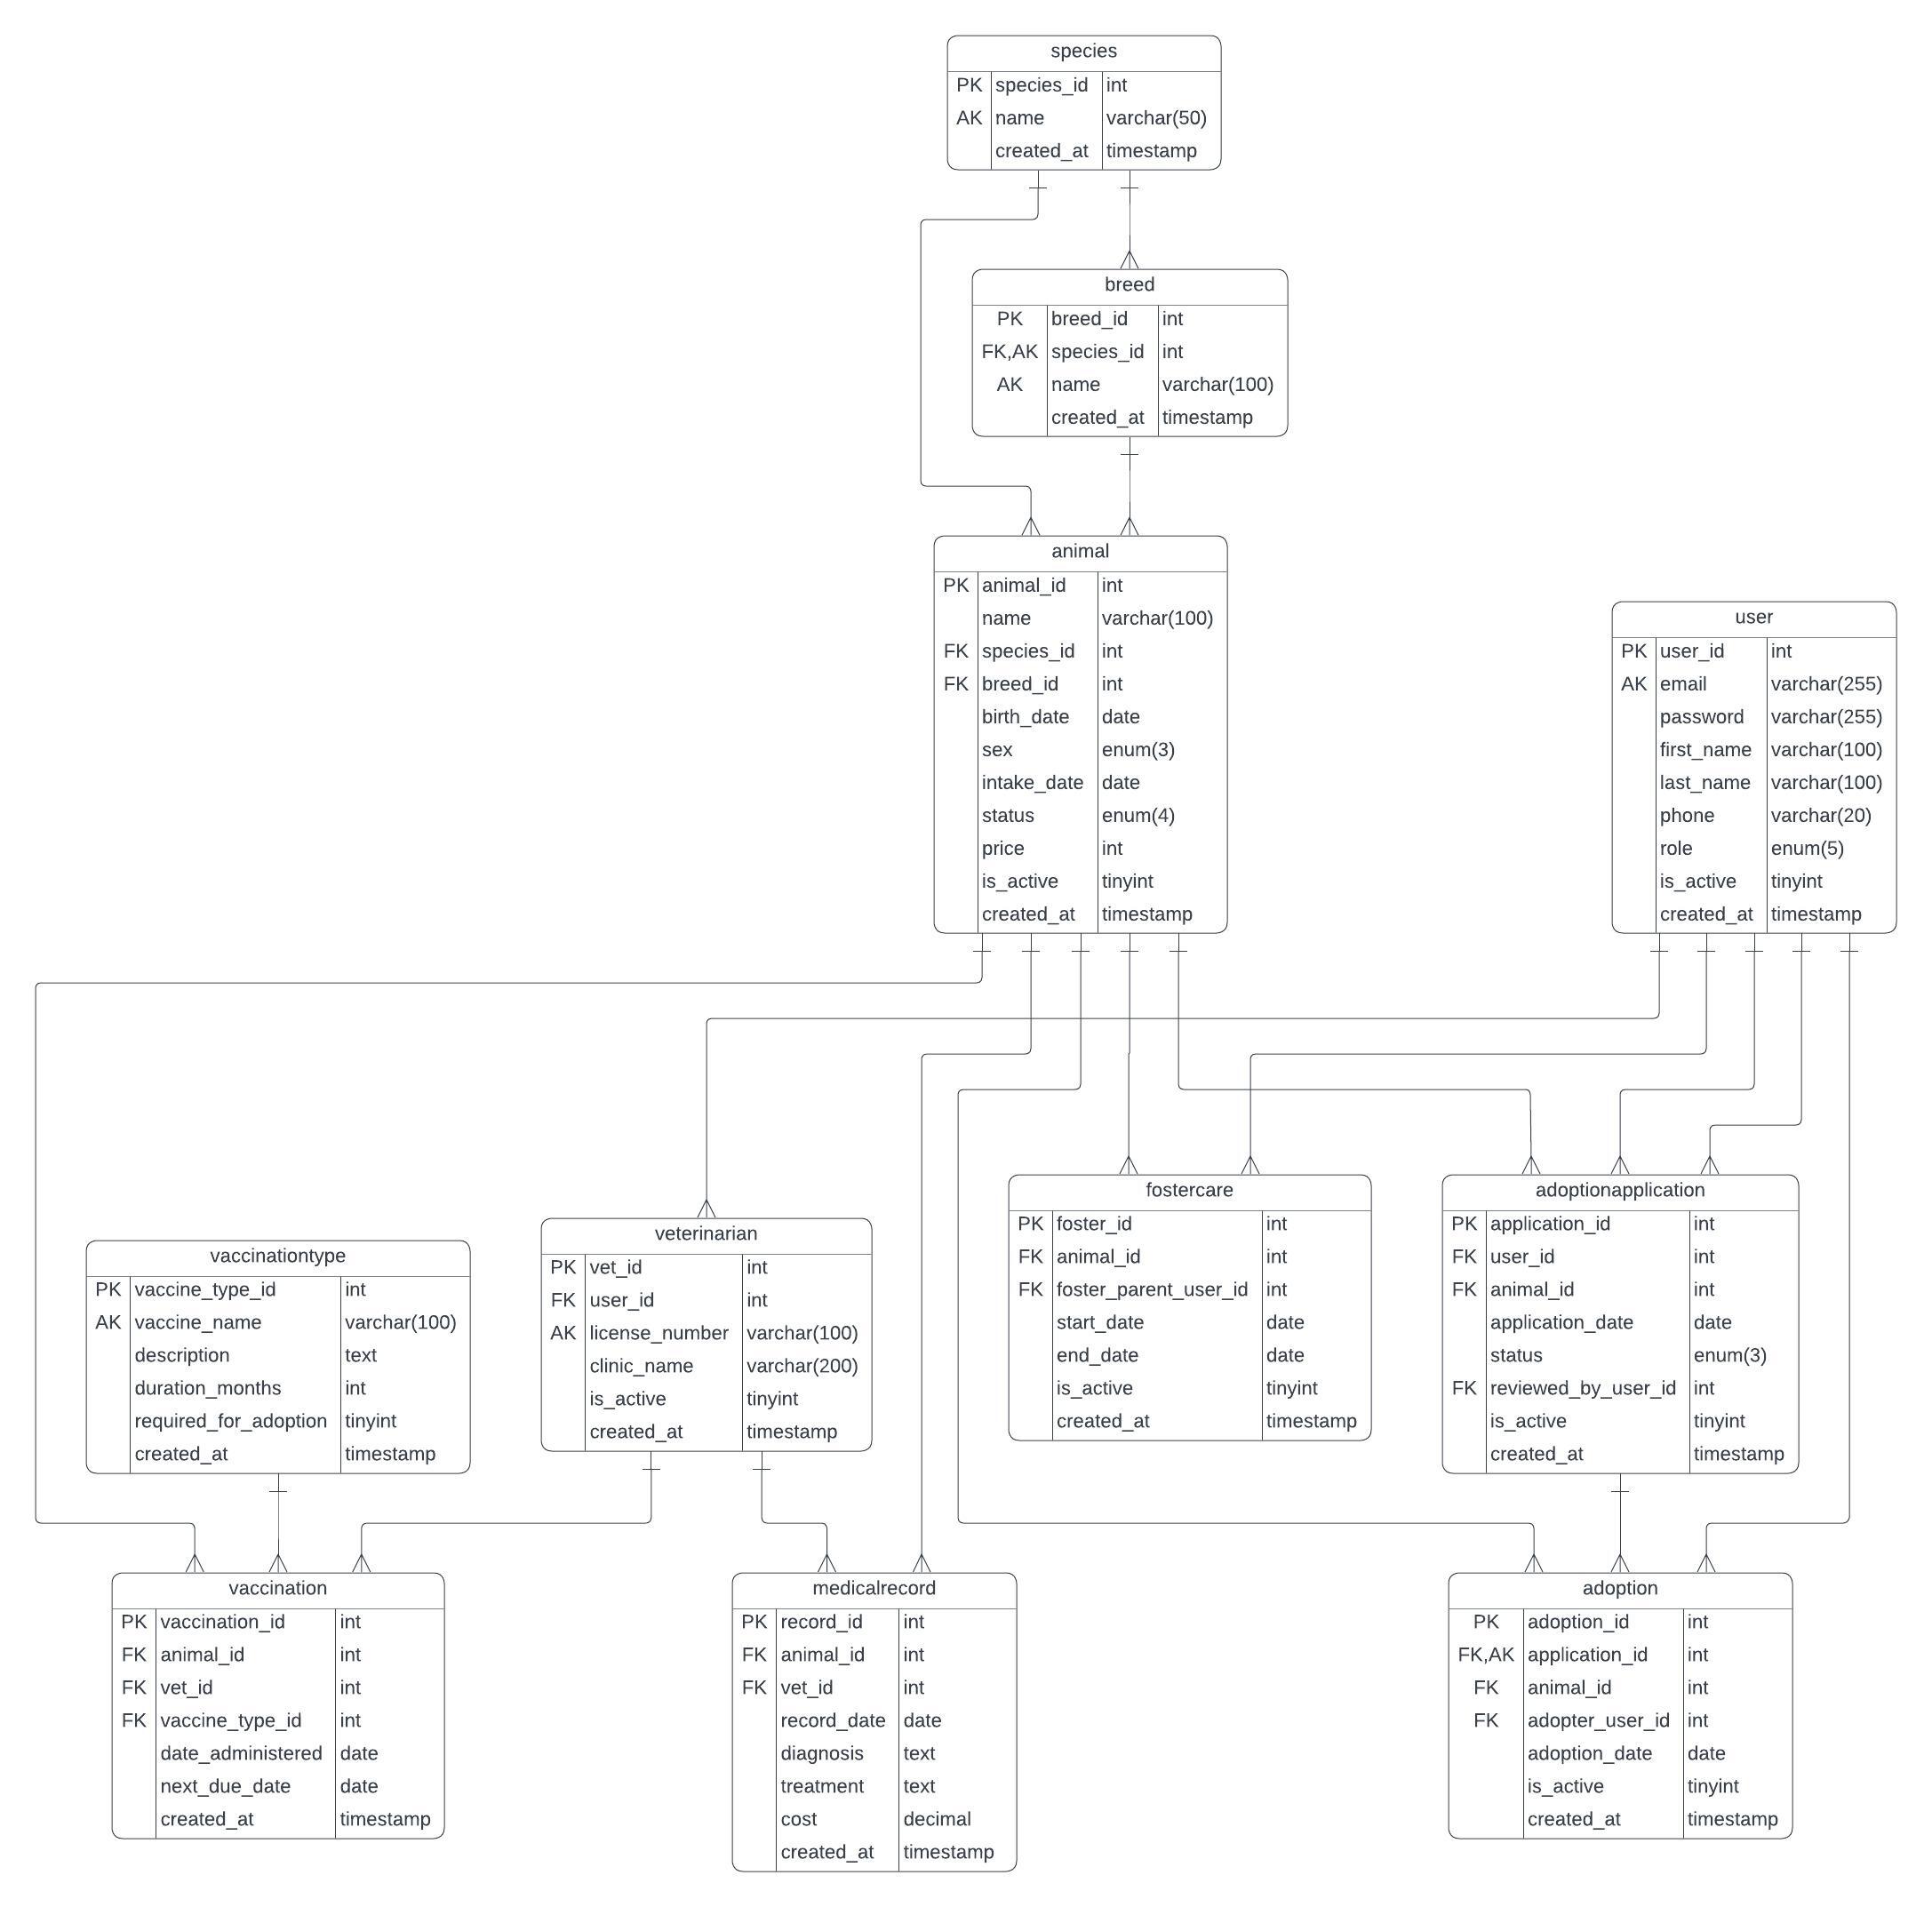 species
PK species_id int
AK name varchar(50)
created_at timestamp
breed
PK breed_id int
FK,AK species_id int
AK name varchar(100)
created_at timestamp
animal
PK animal_id int
name varchar(100)
FK species_id int
FK breed_id int
birth_date date
sex enum(3)
intake_date date
status enum(4)
price int
is_active tinyint
created_at timestamp
user
PK user_id int
AK email varchar(255)
password varchar(255)
first_name varchar(100)
last_name varchar(100)
phone varchar(20)
role enum(5)
is_active tinyint
created_at timestamp
vaccinationtype
PK vaccine_type_id int
AK vaccine_name varchar(100)
description text
duration_months int
required_for_adoption tinyint
created_at timestamp
veterinarian
PK vet_id int
FK user_id int
AK license_number varchar(100)
clinic_name varchar(200)
is_active tinyint
created_at timestamp
fostercare
PK foster_id int
FK animal_id int
FK foster_parent_user_id int
start_date date
end_date date
is_active tinyint
created_at timestamp
adoptionapplication
PK application_id int
FK user_id int
FK animal_id int
application_date date
status enum(3)
FK reviewed_by_user_id int
is_active tinyint
created_at timestamp
vaccination
PK vaccination_id int
FK animal_id int
FK vet_id int
FK vaccine_type_id int
date_administered date
next_due_date date
created_at timestamp
medicalrecord
PK record_id int
FK animal_id int
FK vet_id int
record_date date
diagnosis text
treatment text
cost decimal
created_at timestamp
adoption
PK adoption_id int
FK,AK application_id int
FK animal_id int
FK adopter_user_id int
adoption_date date
is_active tinyint
created_at timestamp